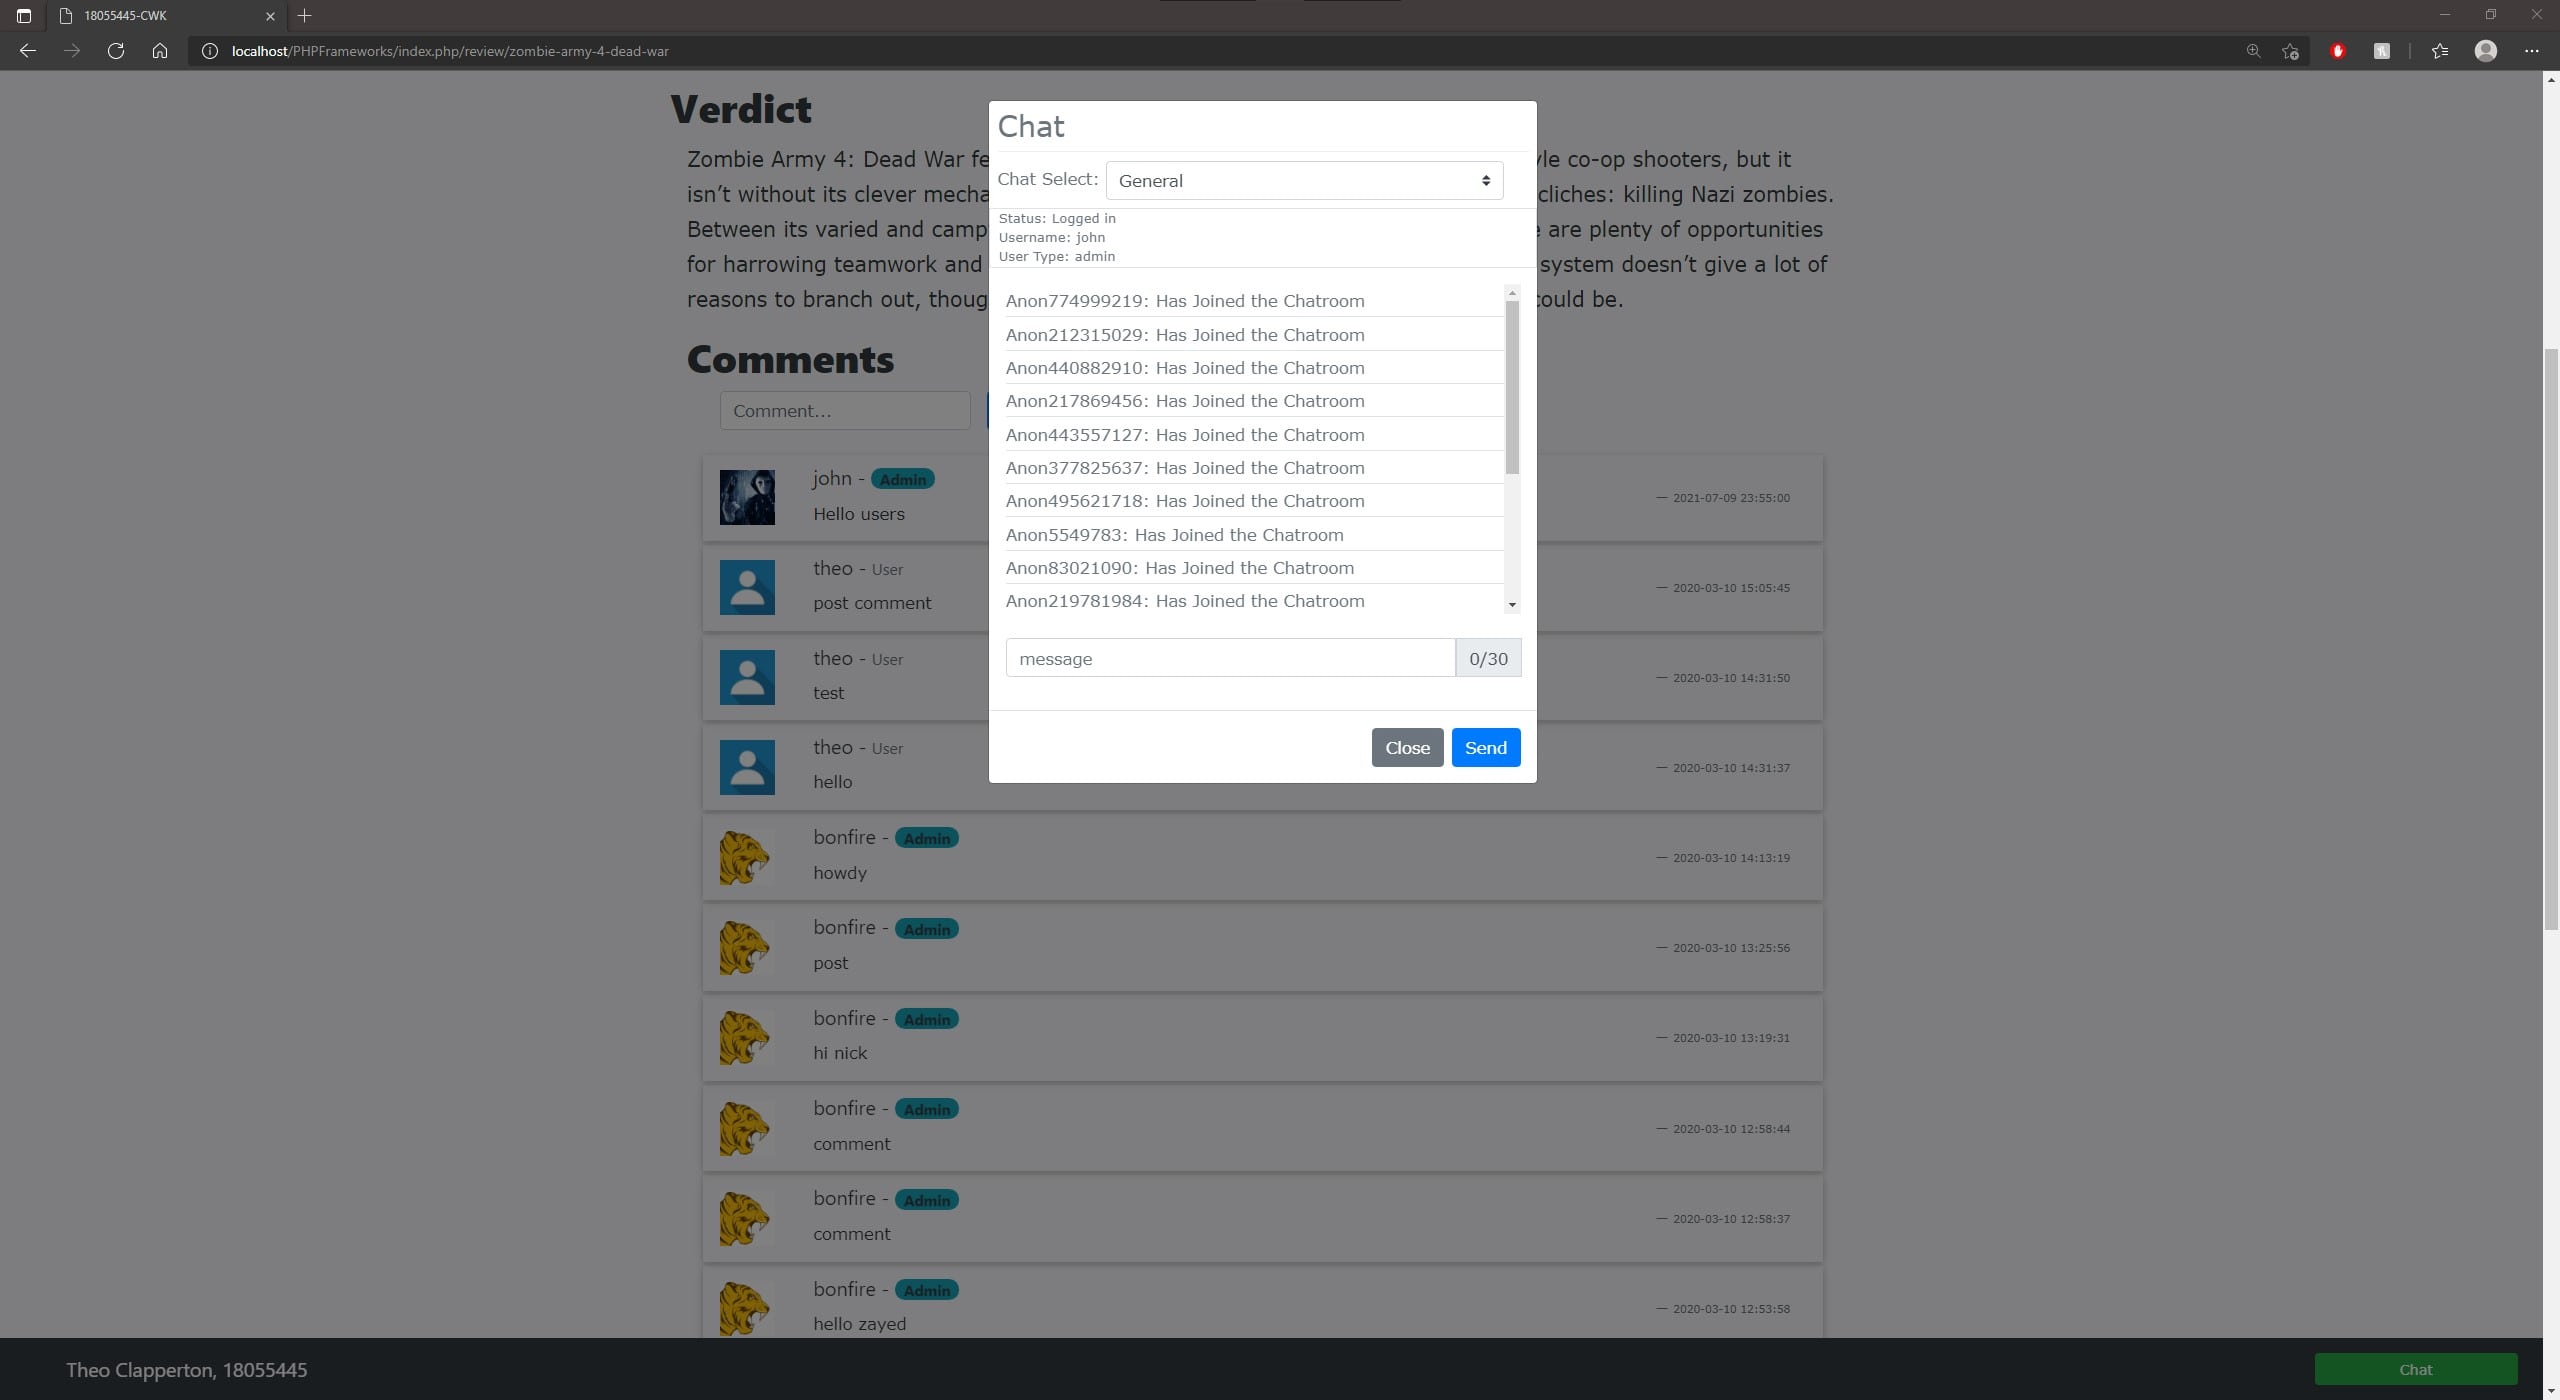 18055445-CWK
localhost/PHPFrameworks/index.php/review/zombie-army-4-dead-war
Verdict
Zombie Army 4: Dead War fe
yle co-op shooters, but it
isn’t without its clever mecha
cliches: killing Nazi zombies.
Between its varied and camp
e are plenty of opportunities
for harrowing teamwork and
system doesn’t give a lot of
reasons to branch out, thoug
could be.
Comments
Comment...
john - Admin
Hello users
— 2021-07-09 23:55:00
theo - User
post comment
— 2020-03-10 15:05:45
theo - User
test
— 2020-03-10 14:31:50
theo - User
hello
— 2020-03-10 14:31:37
bonfire - Admin
howdy
— 2020-03-10 14:13:19
bonfire - Admin
post
— 2020-03-10 13:25:56
bonfire - Admin
hi nick
— 2020-03-10 13:19:31
bonfire - Admin
comment
— 2020-03-10 12:58:44
bonfire - Admin
comment
— 2020-03-10 12:58:37
bonfire - Admin
hello zayed
— 2020-03-10 12:53:58
Chat
Chat Select: General
Status: Logged in
Username: john
User Type: admin
Anon774999219: Has Joined the Chatroom
Anon212315029: Has Joined the Chatroom
Anon440882910: Has Joined the Chatroom
Anon217869456: Has Joined the Chatroom
Anon443557127: Has Joined the Chatroom
Anon377825637: Has Joined the Chatroom
Anon495621718: Has Joined the Chatroom
Anon5549783: Has Joined the Chatroom
Anon83021090: Has Joined the Chatroom
Anon219781984: Has Joined the Chatroom
message 0/30
Close Send
Theo Clapperton, 18055445
Chat